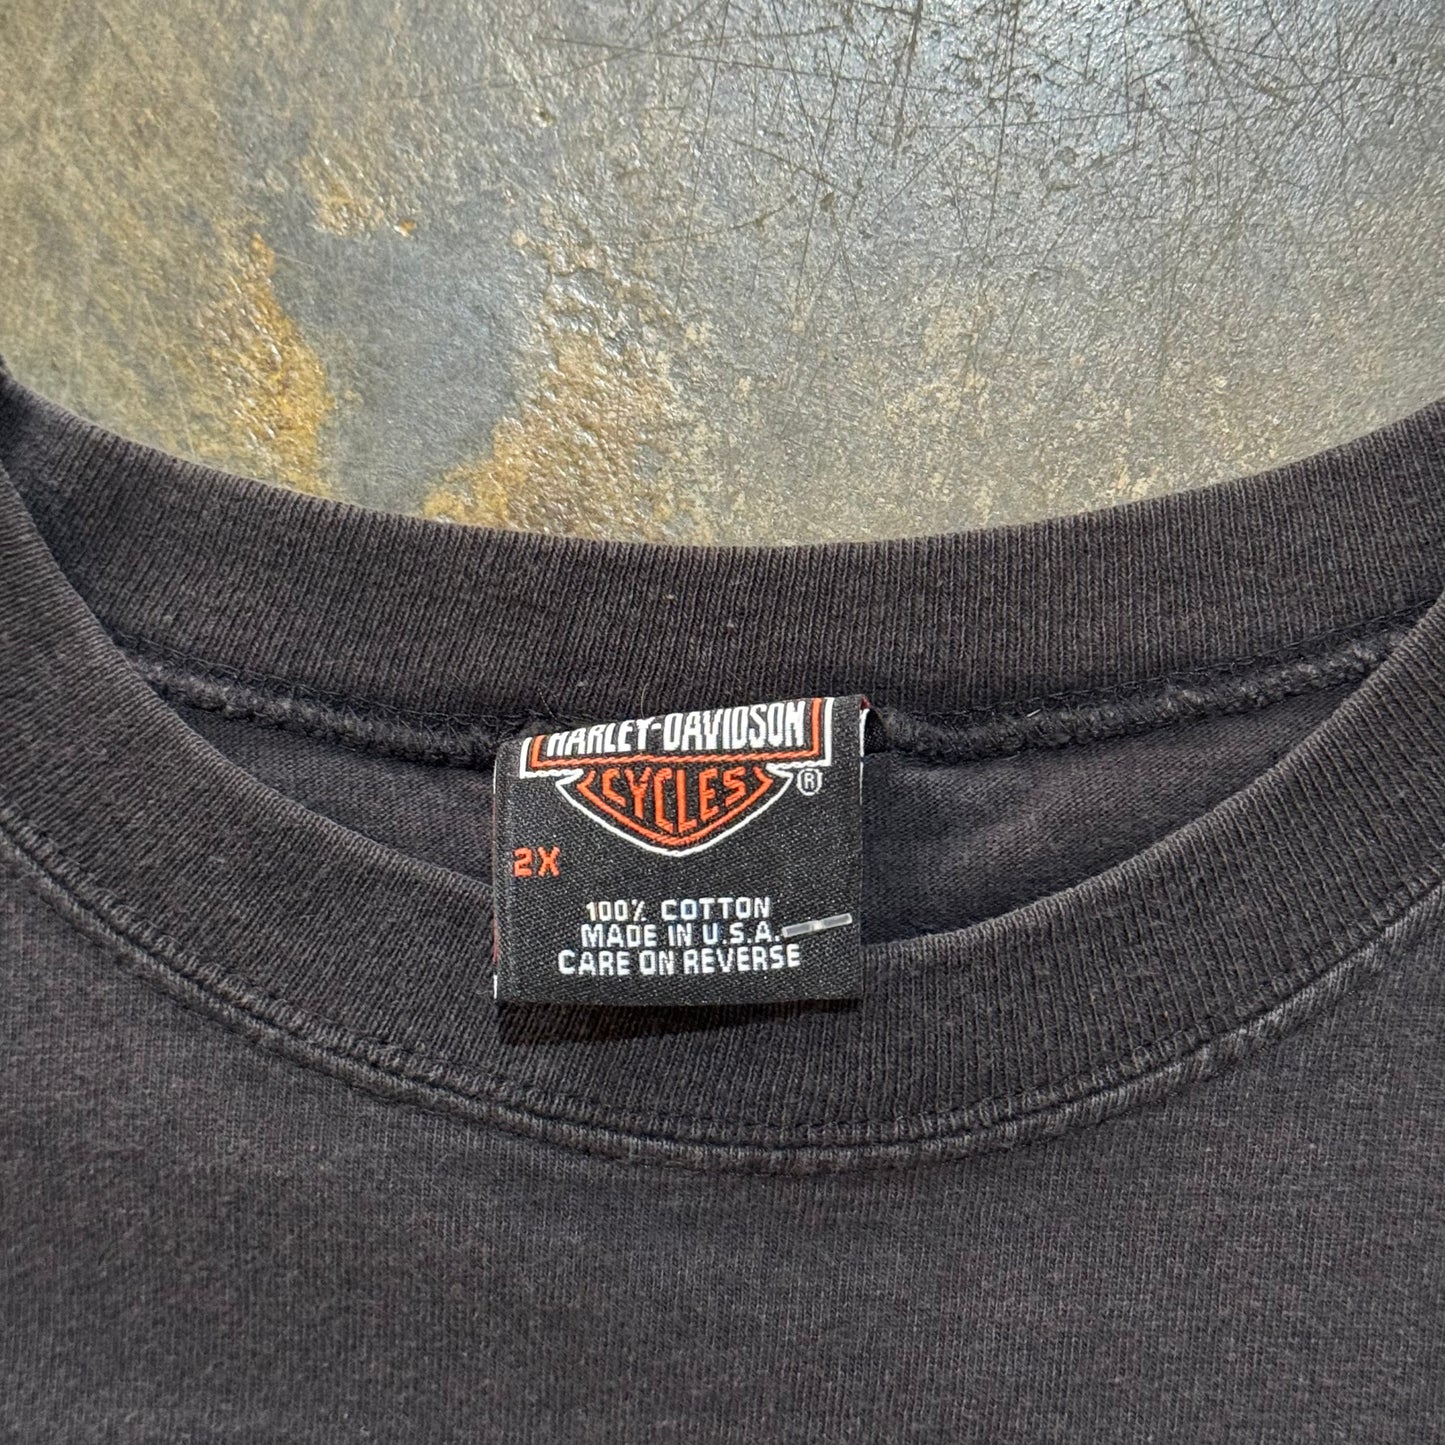 HARLEY-DAVIDSON
CYCLES ®
2X
100% COTTON
MADE IN U.S.A.
CARE ON REVERSE